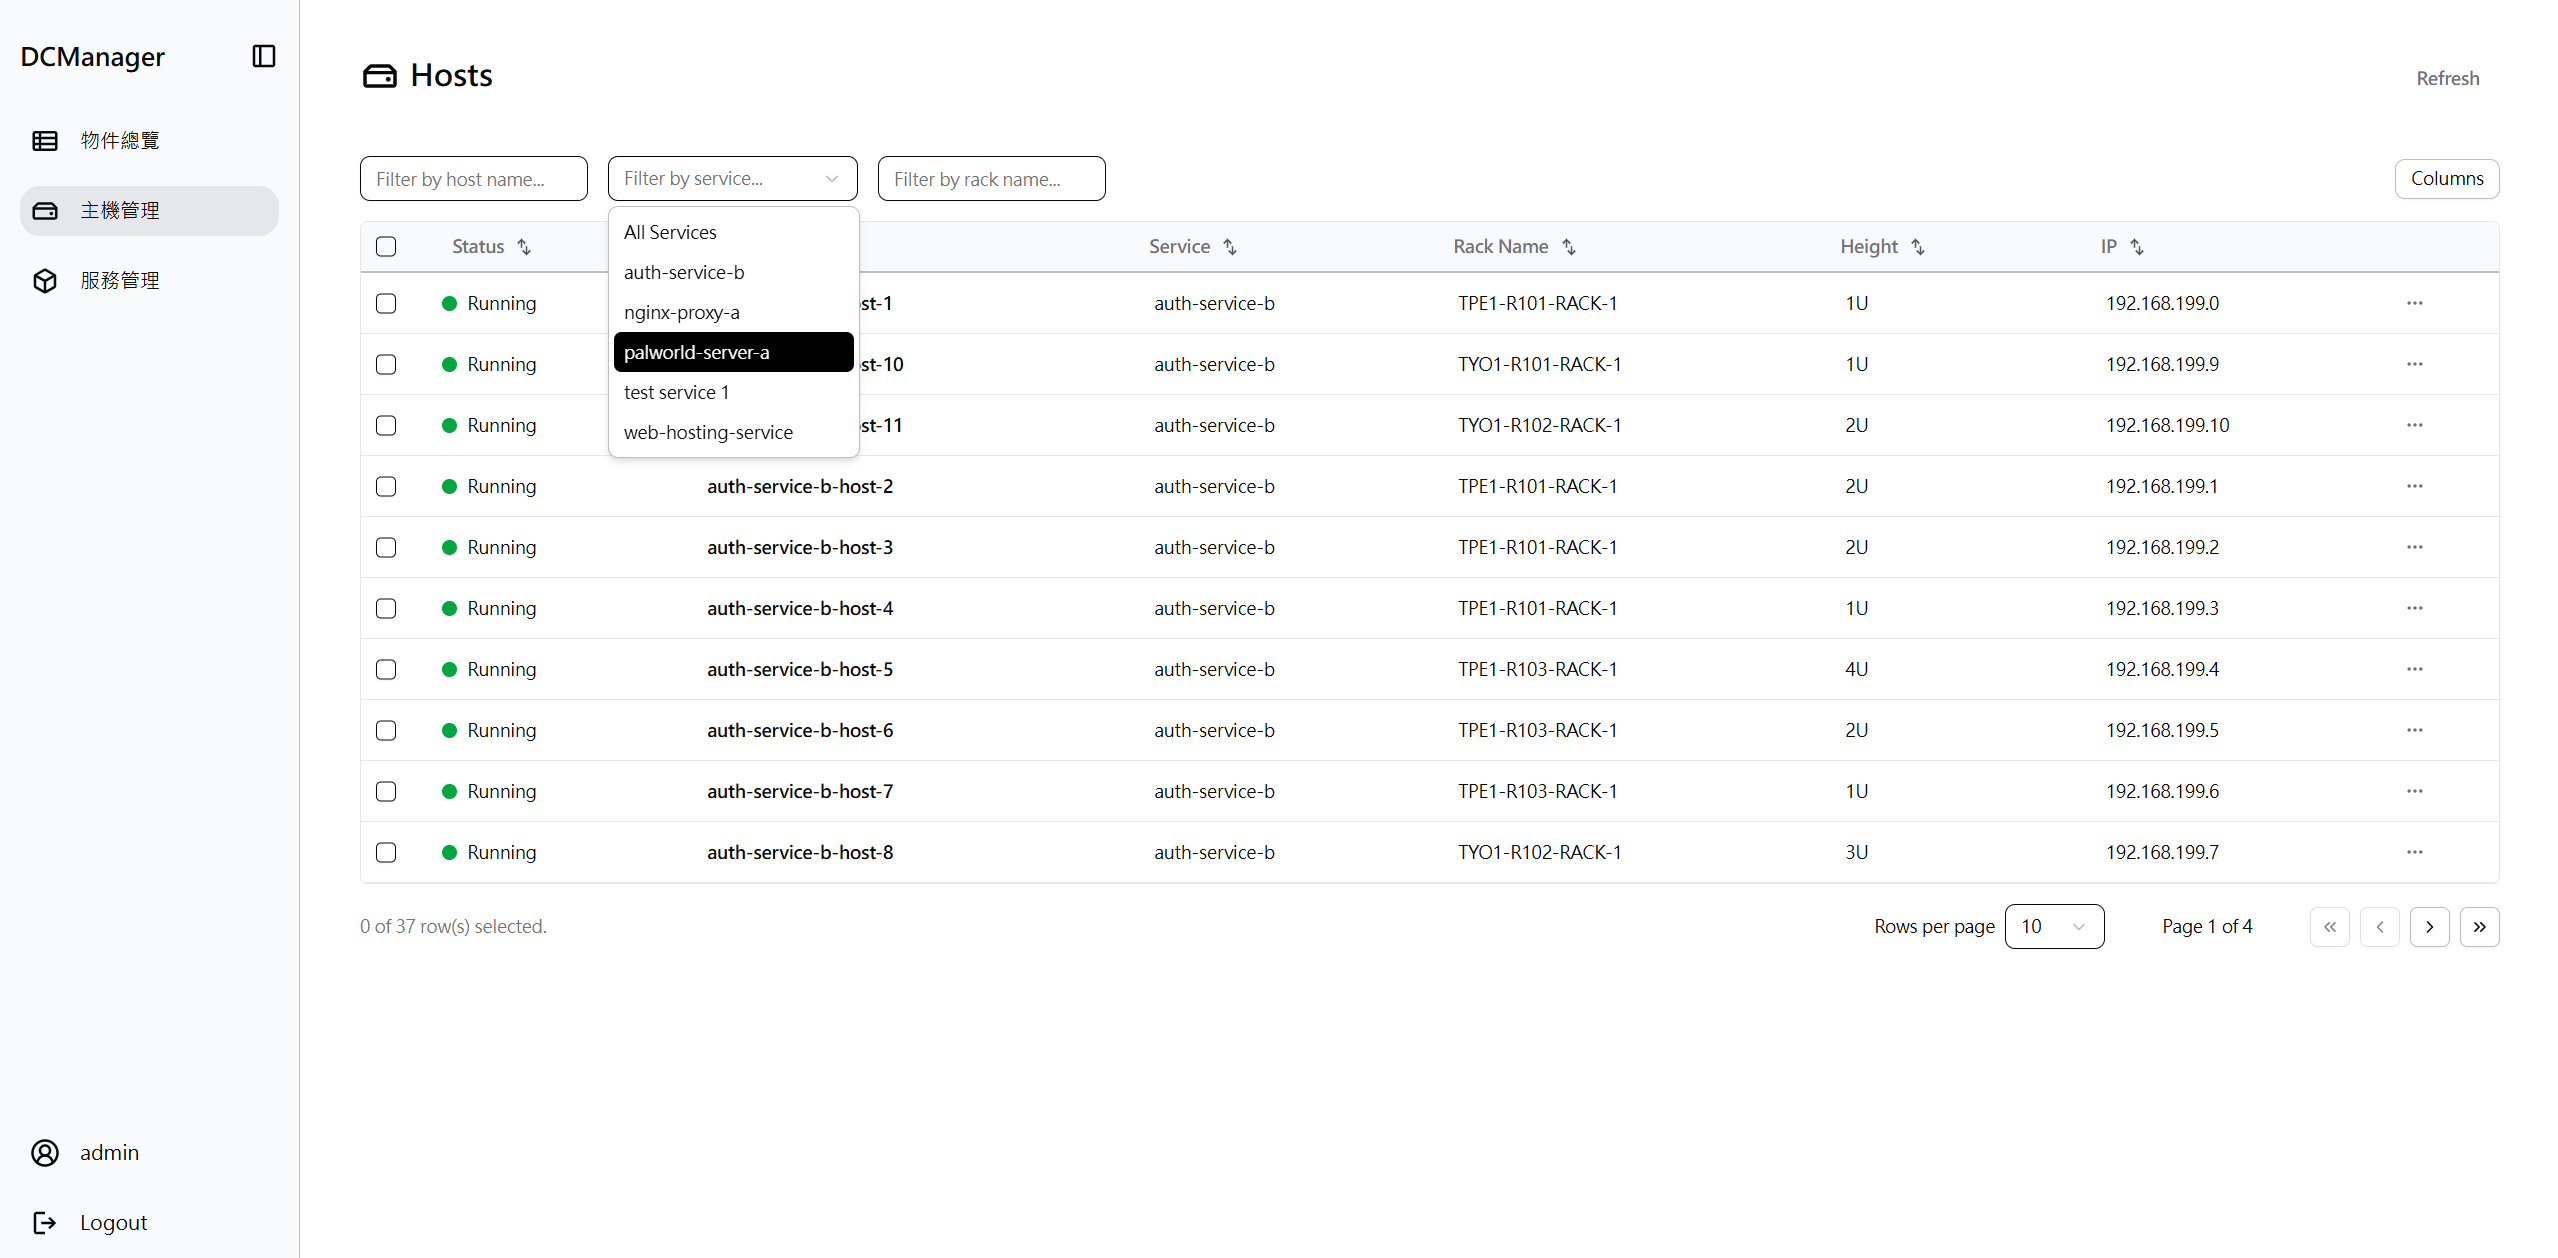 DCManager
物件總覽
主機管理
服務管理
admin
Logout
Hosts
Refresh
Filter by host name...
Filter by service...
Filter by rack name...
Columns
All Services
auth-service-b
nginx-proxy-a
palworld-server-a
test service 1
web-hosting-service
Status Service Rack Name Height IP
Running st-1 auth-service-b TPE1-R101-RACK-1 1U 192.168.199.0 ...
Running st-10 auth-service-b TYO1-R101-RACK-1 1U 192.168.199.9 ...
Running st-11 auth-service-b TYO1-R102-RACK-1 2U 192.168.199.10 ...
Running auth-service-b-host-2 auth-service-b TPE1-R101-RACK-1 2U 192.168.199.1 ...
Running auth-service-b-host-3 auth-service-b TPE1-R101-RACK-1 2U 192.168.199.2 ...
Running auth-service-b-host-4 auth-service-b TPE1-R101-RACK-1 1U 192.168.199.3 ...
Running auth-service-b-host-5 auth-service-b TPE1-R103-RACK-1 4U 192.168.199.4 ...
Running auth-service-b-host-6 auth-service-b TPE1-R103-RACK-1 2U 192.168.199.5 ...
Running auth-service-b-host-7 auth-service-b TPE1-R103-RACK-1 1U 192.168.199.6 ...
Running auth-service-b-host-8 auth-service-b TYO1-R102-RACK-1 3U 192.168.199.7 ...
0 of 37 row(s) selected.
Rows per page 10 Page 1 of 4